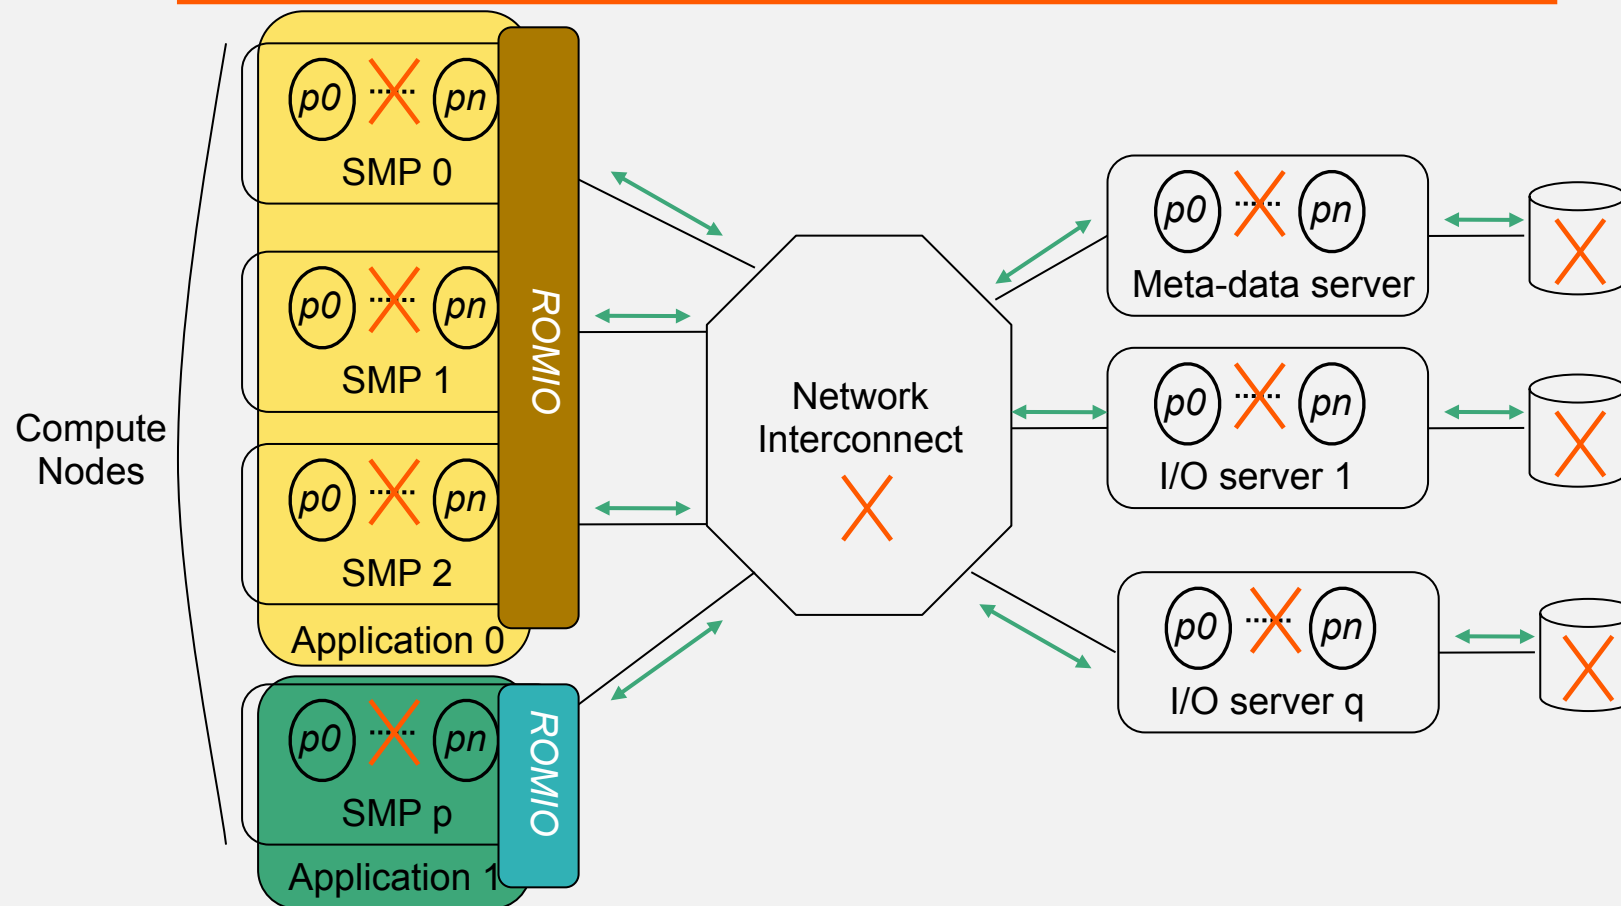 p0 ...... pn
SMP 0
p0 ...... pn
SMP 1
p0 ...... pn
SMP 2
Application 0
ROMIO
p0 ...... pn
SMP p
Application 1
ROMIO
Compute
Nodes
Network
Interconnect
p0 ...... pn
Meta-data server
p0 ...... pn
I/O server 1
p0 ...... pn
I/O server q